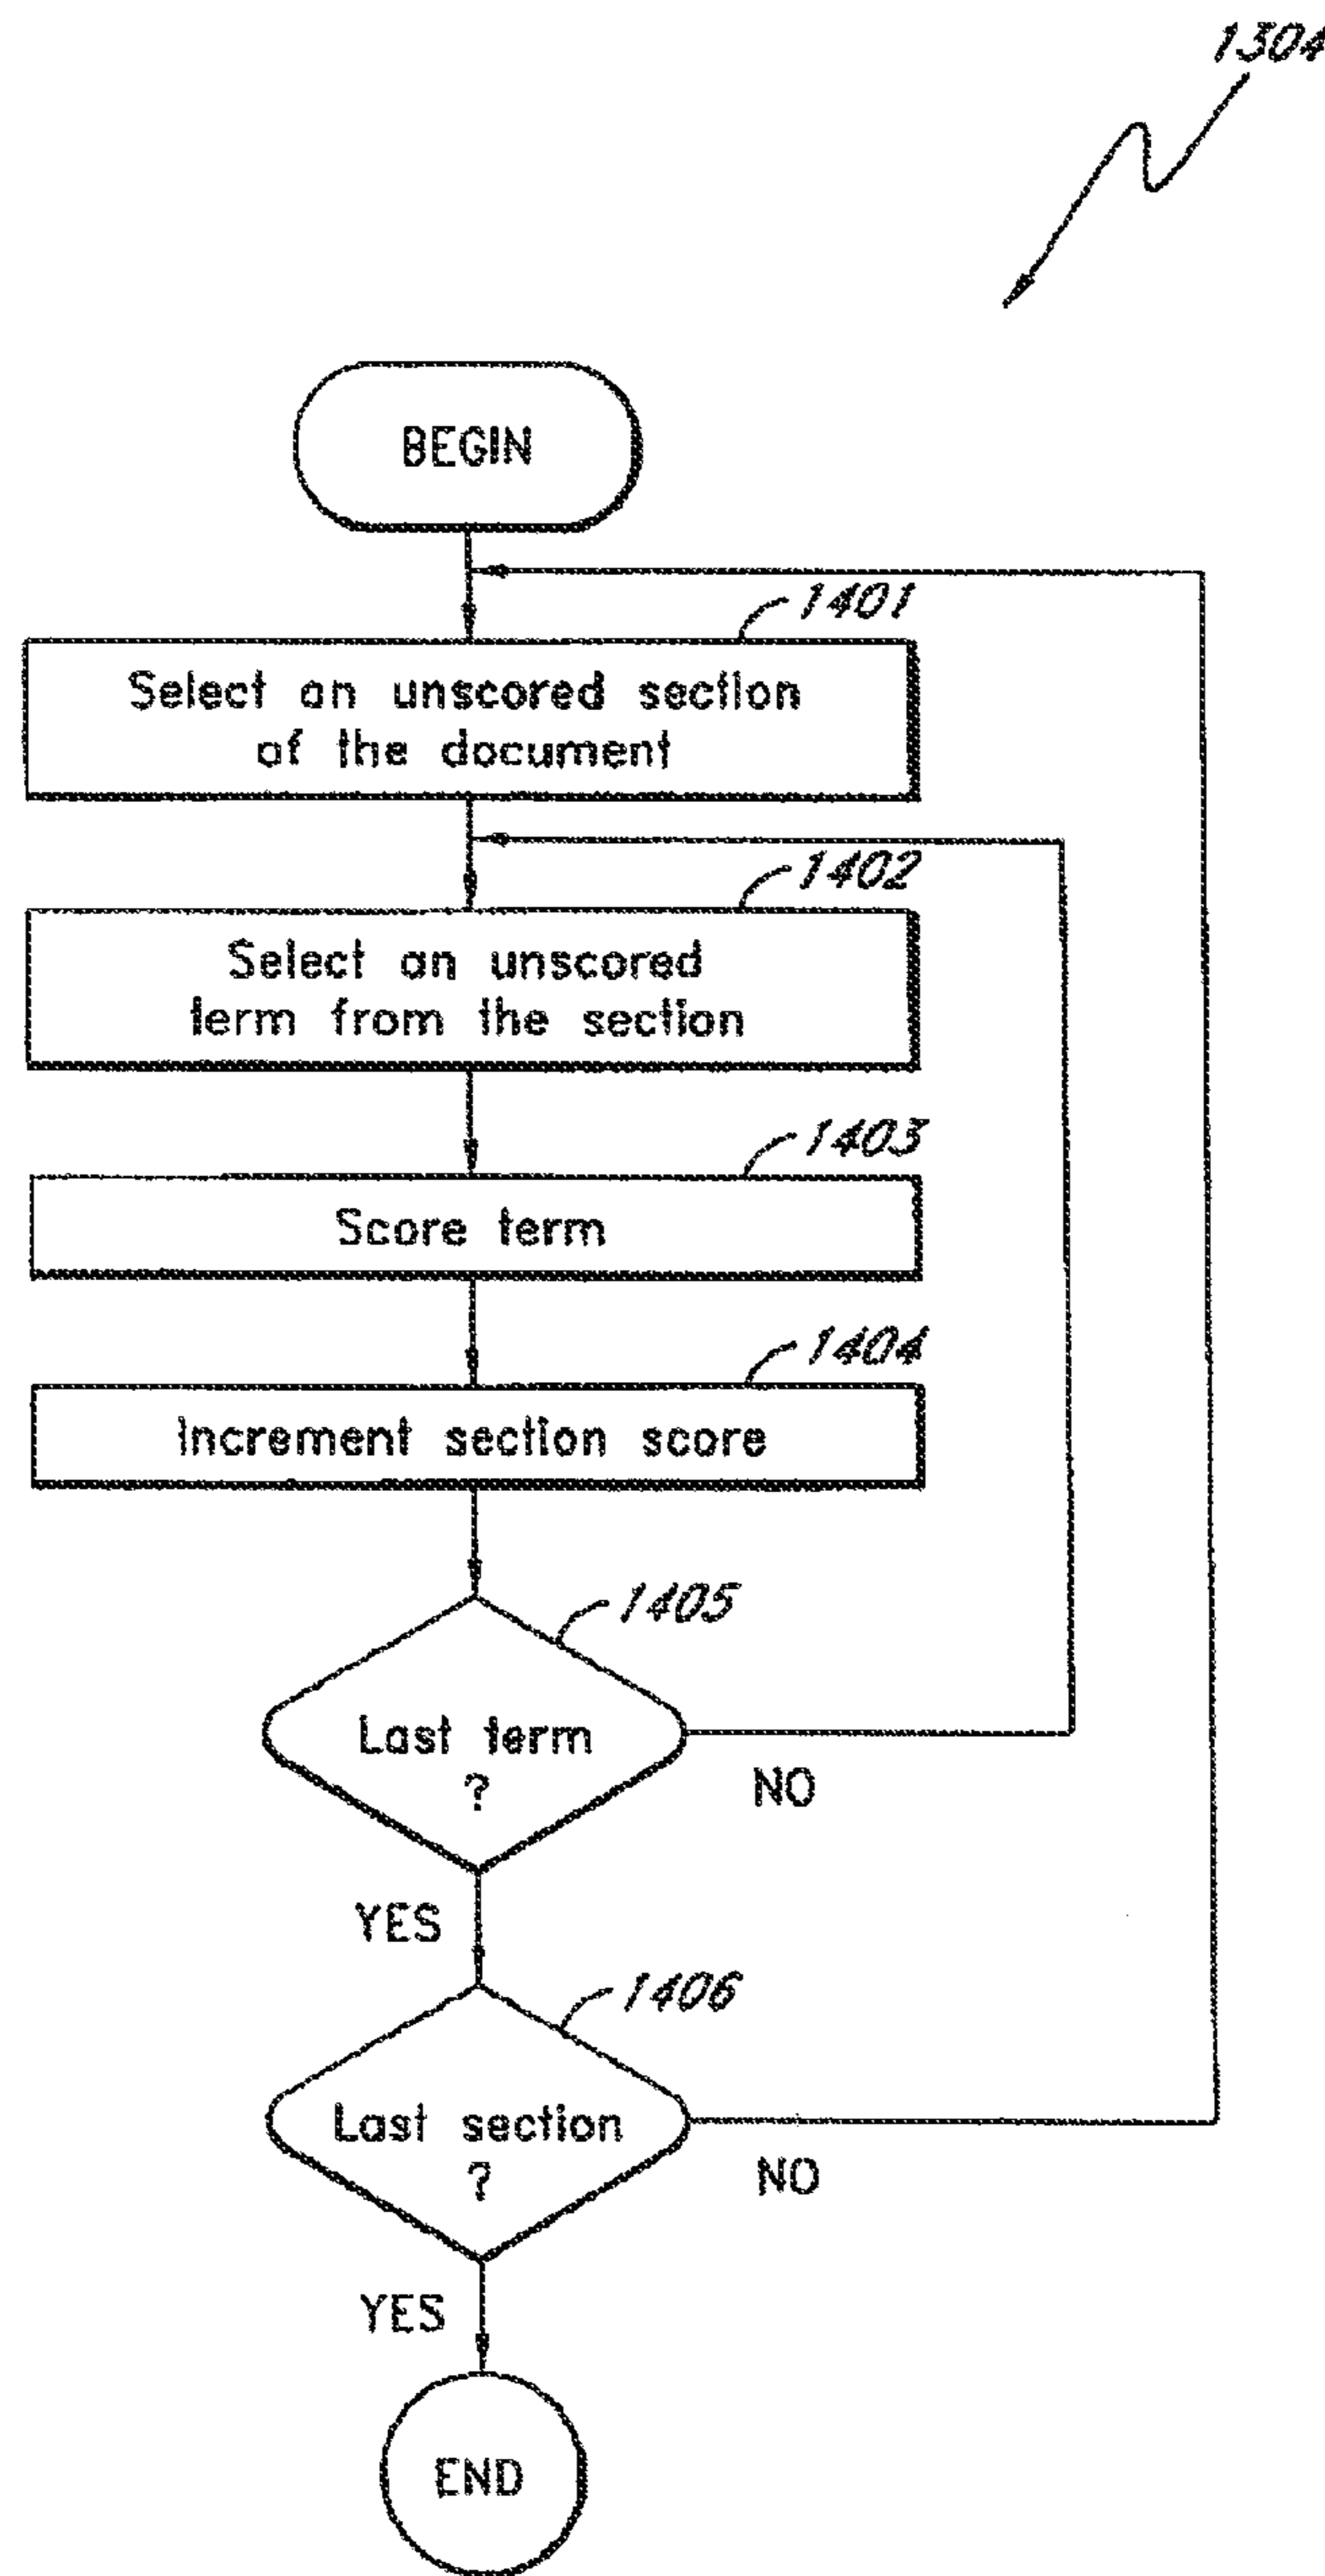 1304
BEGIN
1401
Select an unscored section
of the document
1402
Select an unscored
term from the section
1403
Score term
1404
Increment section score
1405
Last term
?
NO
YES
1406
Last section
?
NO
YES
END